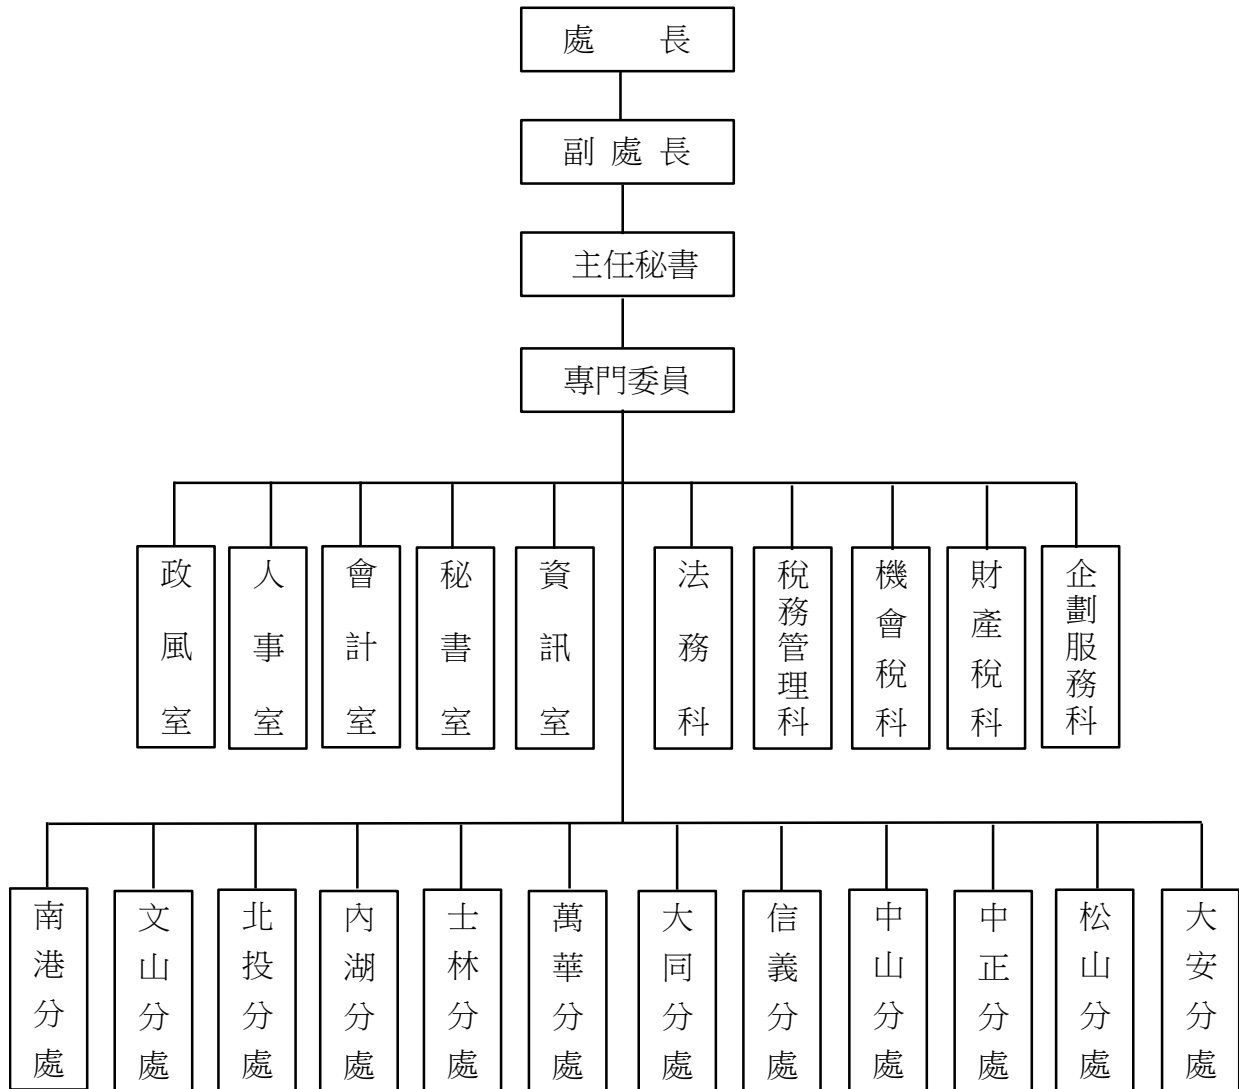 處 長
副 處 長
主任秘書
專門委員
政風室
人事室
會計室
秘書室
資訊室
法務科
稅務管理科
機會稅科
財產稅科
企劃服務科
南港分處
文山分處
北投分處
內湖分處
士林分處
萬華分處
大同分處
信義分處
中山分處
中正分處
松山分處
大安分處